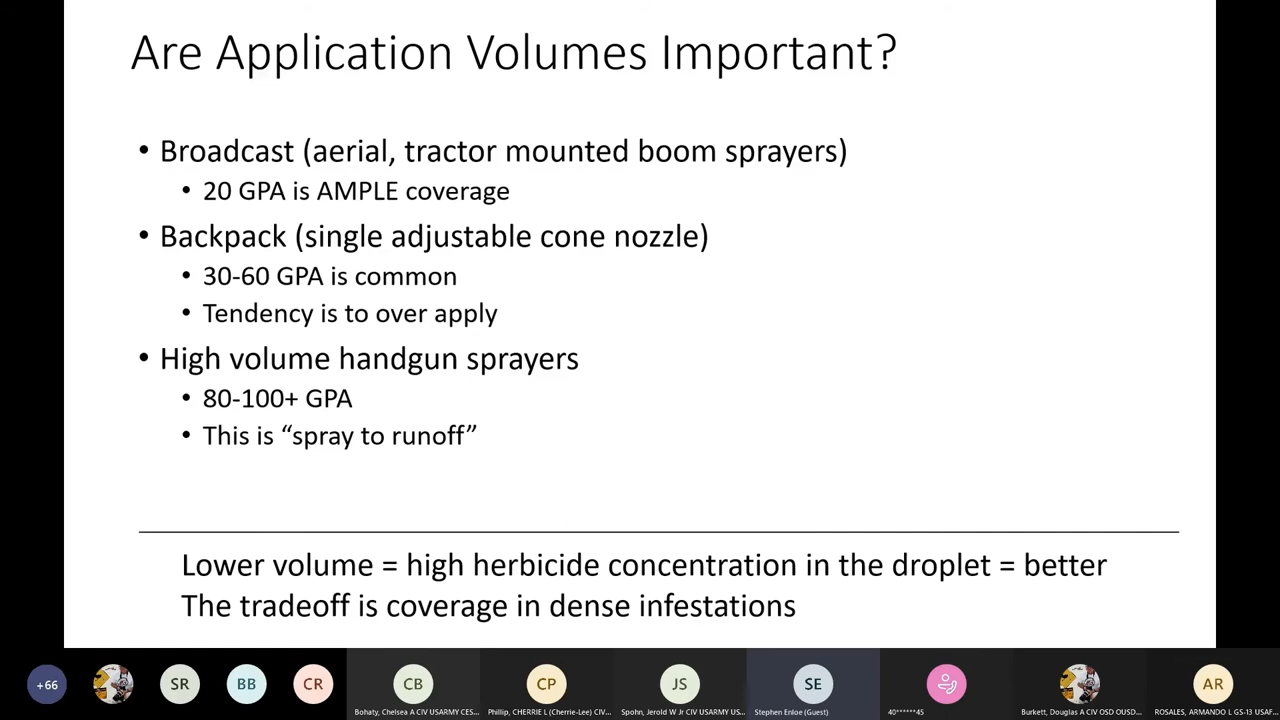 Are Application Volumes Important?
• Broadcast (aerial, tractor mounted boom sprayers)
• 20 GPA is AMPLE coverage
• Backpack (single adjustable cone nozzle)
• 30-60 GPA is common
• Tendency is to over apply
• High volume handgun sprayers
• 80-100+ GPA
• This is “spray to runoff”
Lower volume = high herbicide concentration in the droplet = better
The tradeoff is coverage in dense infestations
+66
SR
BB
CR
CB
CP
JS
SE
AR
Bohaty, Chelsea A CIV USARMY CES...
Phillip, CHERRIE L (Cherrie-Lee) CIV...
Spohn, Jerold W Jr CIV USARMY US...
Stephen Enloe (Guest)
40******45
Burkett, Douglas A CIV OSD OUSD...
ROSALES, ARMANDO L GS-13 USAF...